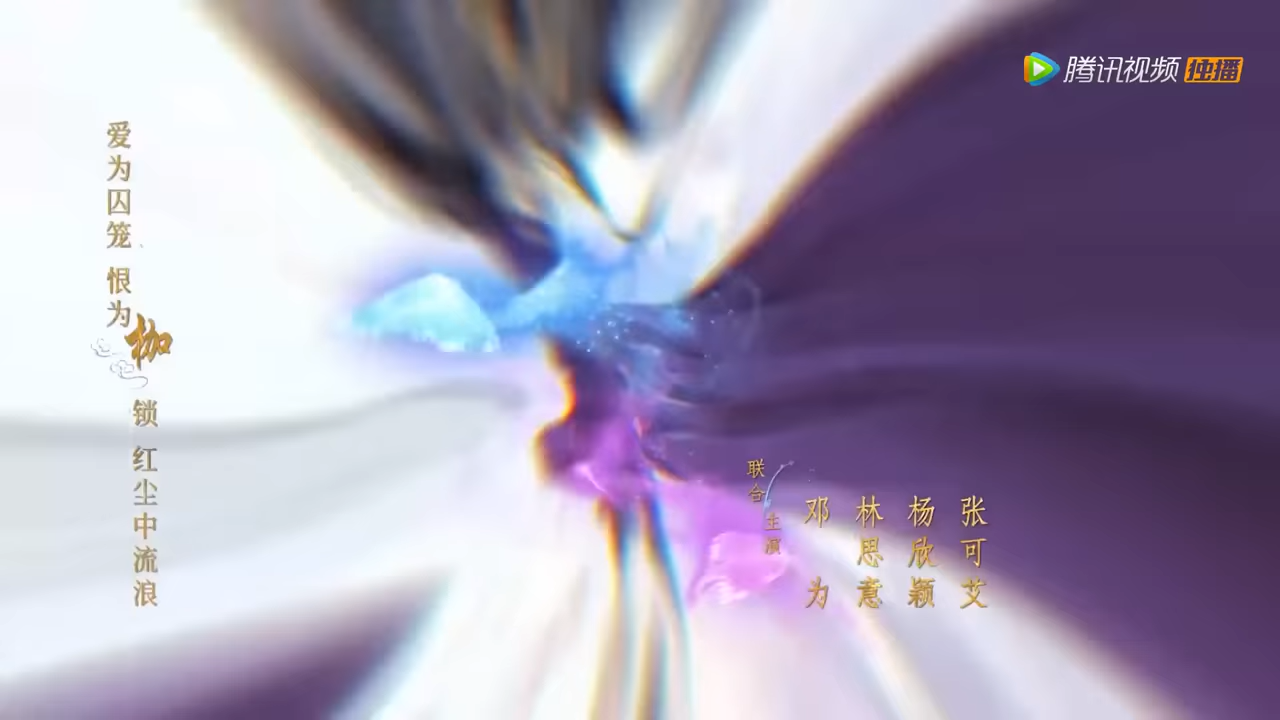 腾讯视频 独播
爱为囚笼 恨为枷锁 红尘中流浪
联合主演
张可艾
杨欣颖
林思意
邓为